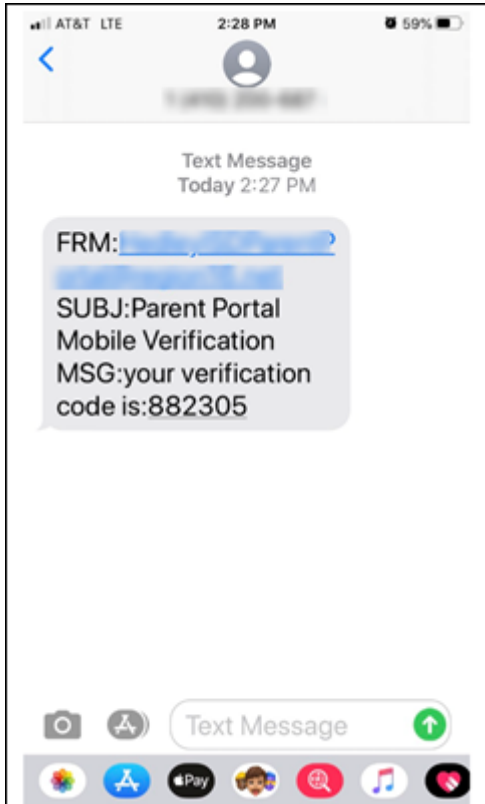 AT&T LTE
2:28 PM
59%
Text Message
Today 2:27 PM
FRM:
SUBJ:Parent Portal
Mobile Verification
MSG:your verification
code is:882305
Text Message
Pay